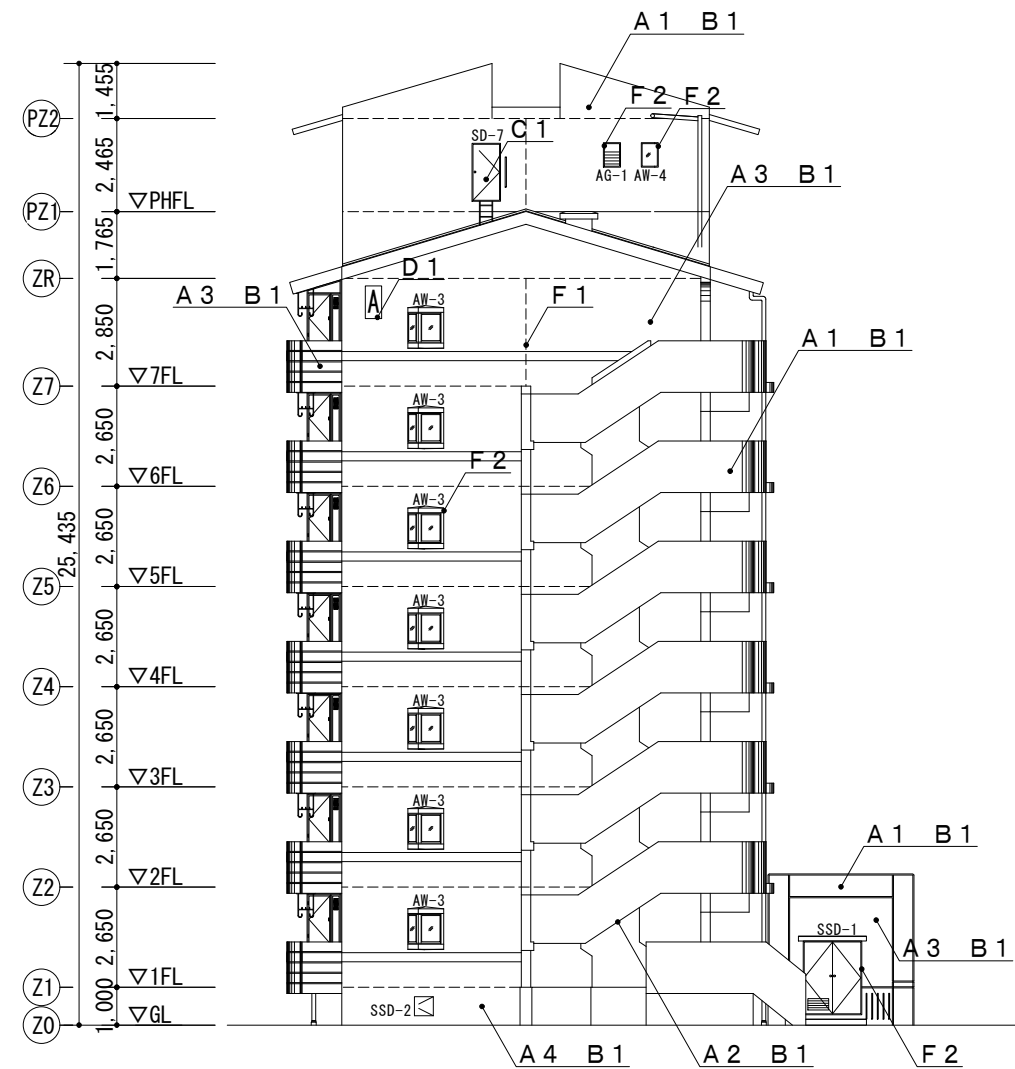 A1 B1
1,455
F2 F2
PZ2
SD-7 C1
2,465
AG-1 AW-4
A3 B1
PZ1
▽PHFL
1,765
ZR
D1
A3 B1
A
AW-3
F1
2,850
A1 B1
Z7
▽7FL
AW-3
2,650
F2
Z6
▽6FL
AW-3
25,435
2,650
Z5
▽5FL
AW-3
2,650
Z4
▽4FL
AW-3
2,650
Z3
▽3FL
AW-3
2,650
A1 B1
Z2
▽2FL
AW-3
SSD-1
2,650
A3 B1
Z1
▽1FL
1,000
SSD-2
Z0
▽GL
A4 B1
A2 B1
F2